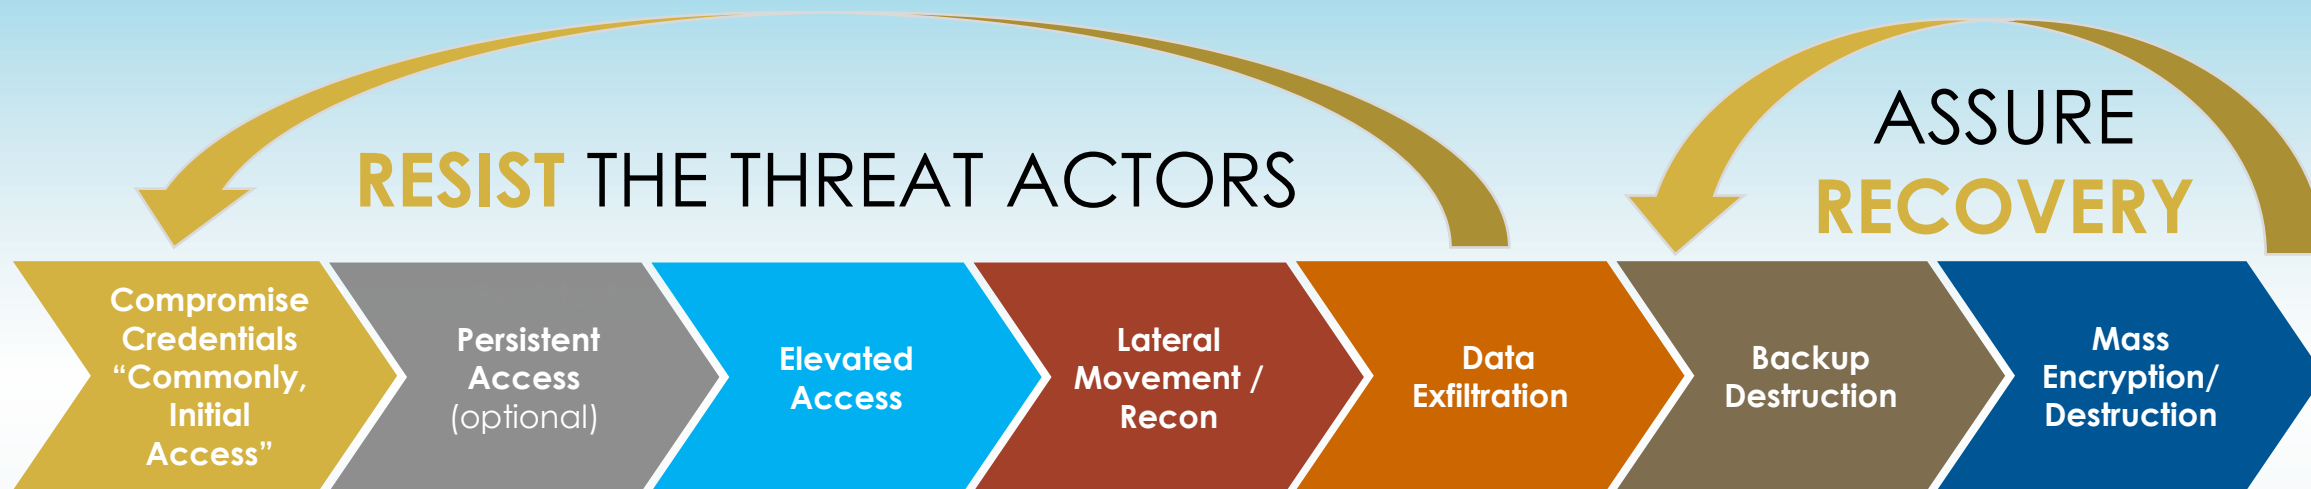 RESIST THE THREAT ACTORS
ASSURE
RECOVERY
Compromise
Credentials
“Commonly,
Initial
Access”
Persistent
Access
(optional)
Elevated
Access
Lateral
Movement /
Recon
Data
Exfiltration
Backup
Destruction
Mass
Encryption/
Destruction